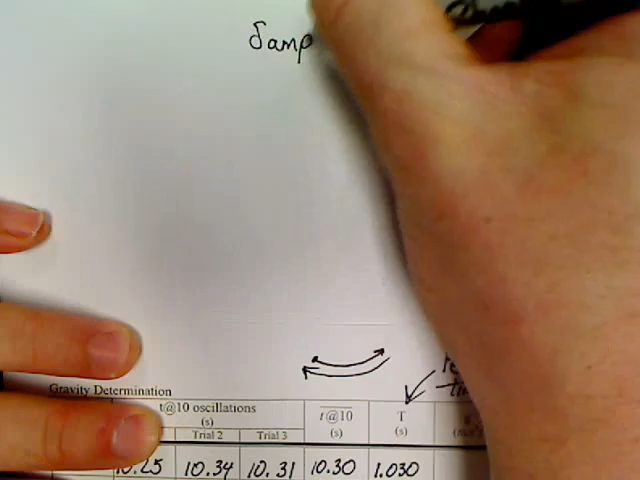 Samp
Gravity Determination
t@10 oscillations t@10 T
(s) (s) (s)
Trial 2 Trial 3
10.25 10.34 10.31 10.30 1.030